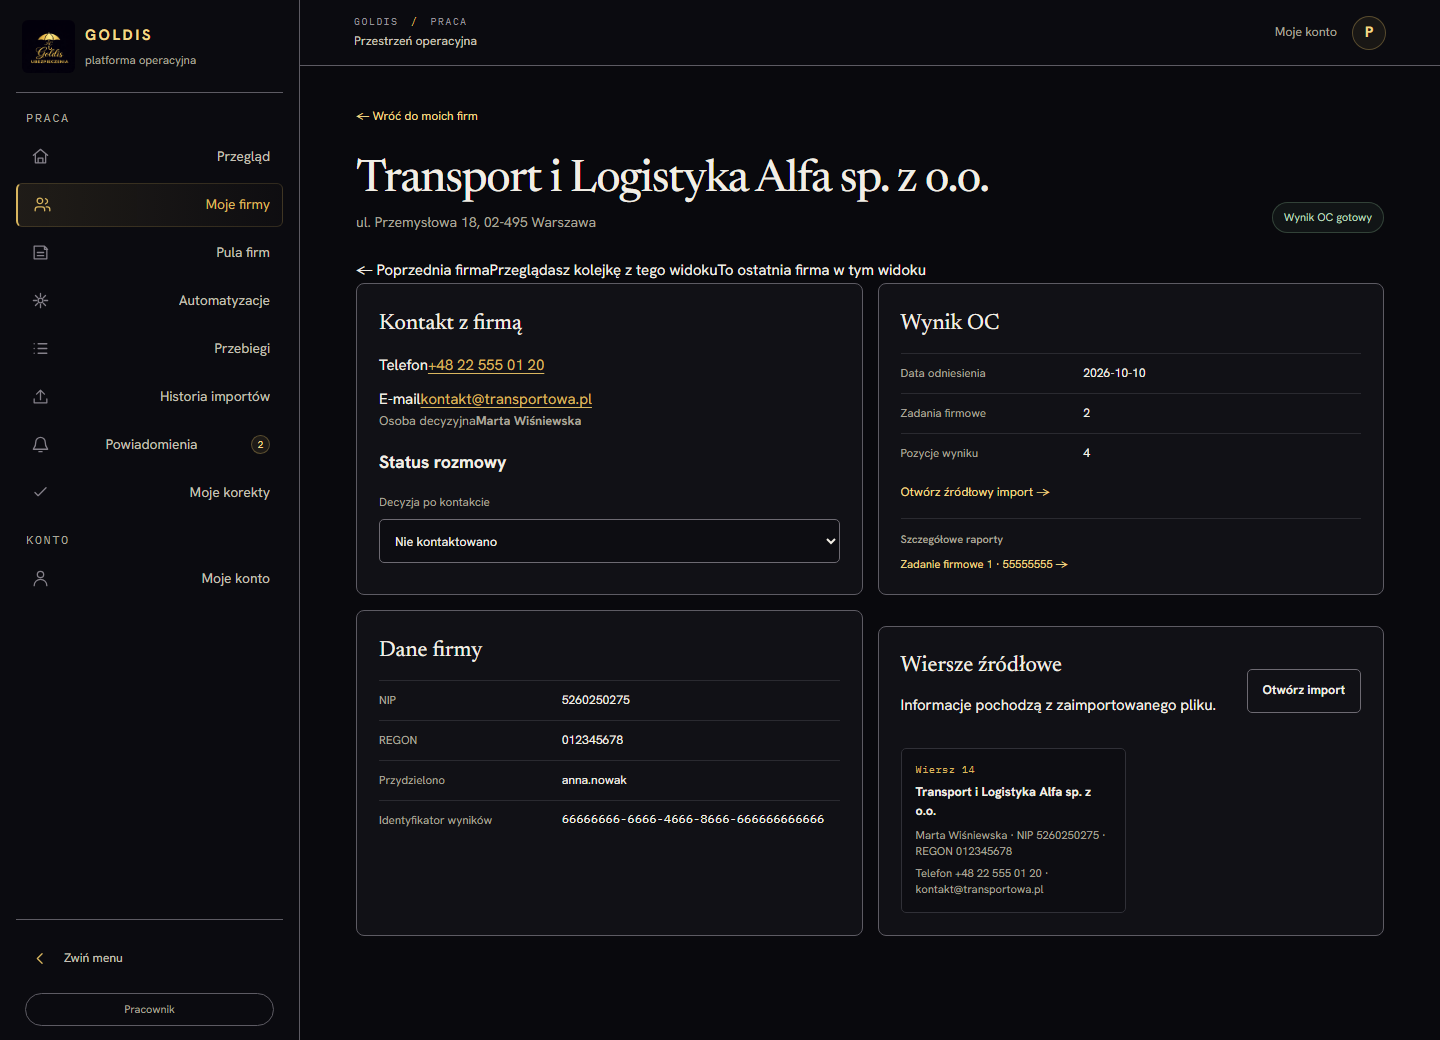 Goldis
UBEZPIECZENIA
GOLDIS
platforma operacyjna
PRACA
Przegląd
Moje firmy
Pula firm
Automatyzacje
Przebiegi
Historia importów
Powiadomienia 2
Moje korekty
KONTO
Moje konto
Zwiń menu
Pracownik
GOLDIS / PRACA
Przestrzeń operacyjna
Moje konto P
← Wróć do moich firm
Transport i Logistyka Alfa sp. z o.o.
ul. Przemysłowa 18, 02-495 Warszawa
Wynik OC gotowy
← Poprzednia firmaPrzeglądasz kolejkę z tego widokuTo ostatnia firma w tym widoku
Kontakt z firmą
Telefon+48 22 555 01 20
E-mailkontakt@transportowa.pl
Osoba decyzyjnaMarta Wiśniewska
Status rozmowy
Decyzja po kontakcie
Nie kontaktowano
Wynik OC
Data odniesienia 2026-10-10
Zadania firmowe 2
Pozycje wyniku 4
Otwórz źródłowy import →
Szczegółowe raporty
Zadanie firmowe 1 · 55555555 →
Dane firmy
NIP 5260250275
REGON 012345678
Przydzielono anna.nowak
Identyfikator wyników 66666666-6666-4666-8666-666666666666
Wiersze źródłowe
Informacje pochodzą z zaimportowanego pliku.
Otwórz import
Wiersz 14
Transport i Logistyka Alfa sp. z
o.o.
Marta Wiśniewska · NIP 5260250275 ·
REGON 012345678
Telefon +48 22 555 01 20 ·
kontakt@transportowa.pl